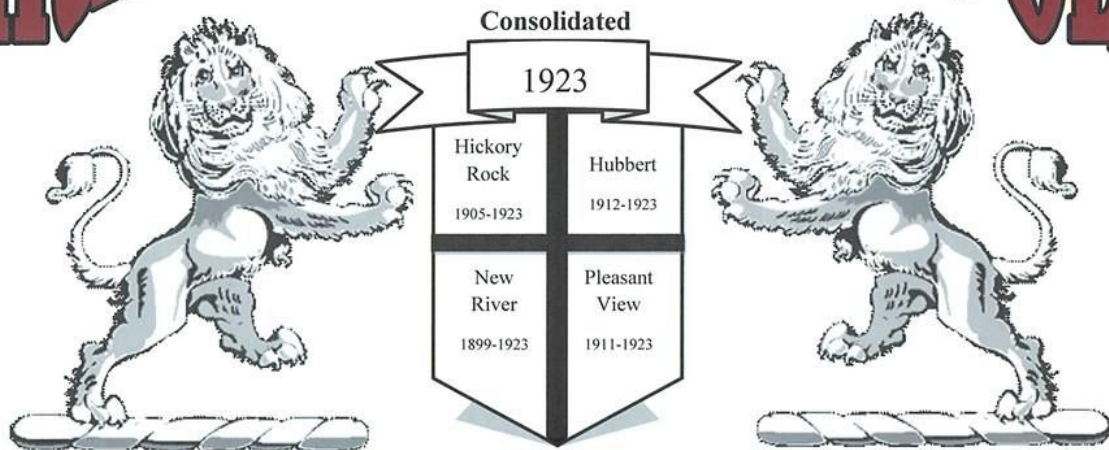 Consolidated
1923
Hickory
Rock
1905-1923
Hubbert
1912-1923
New
River
1899-1923
Pleasant
View
1911-1923